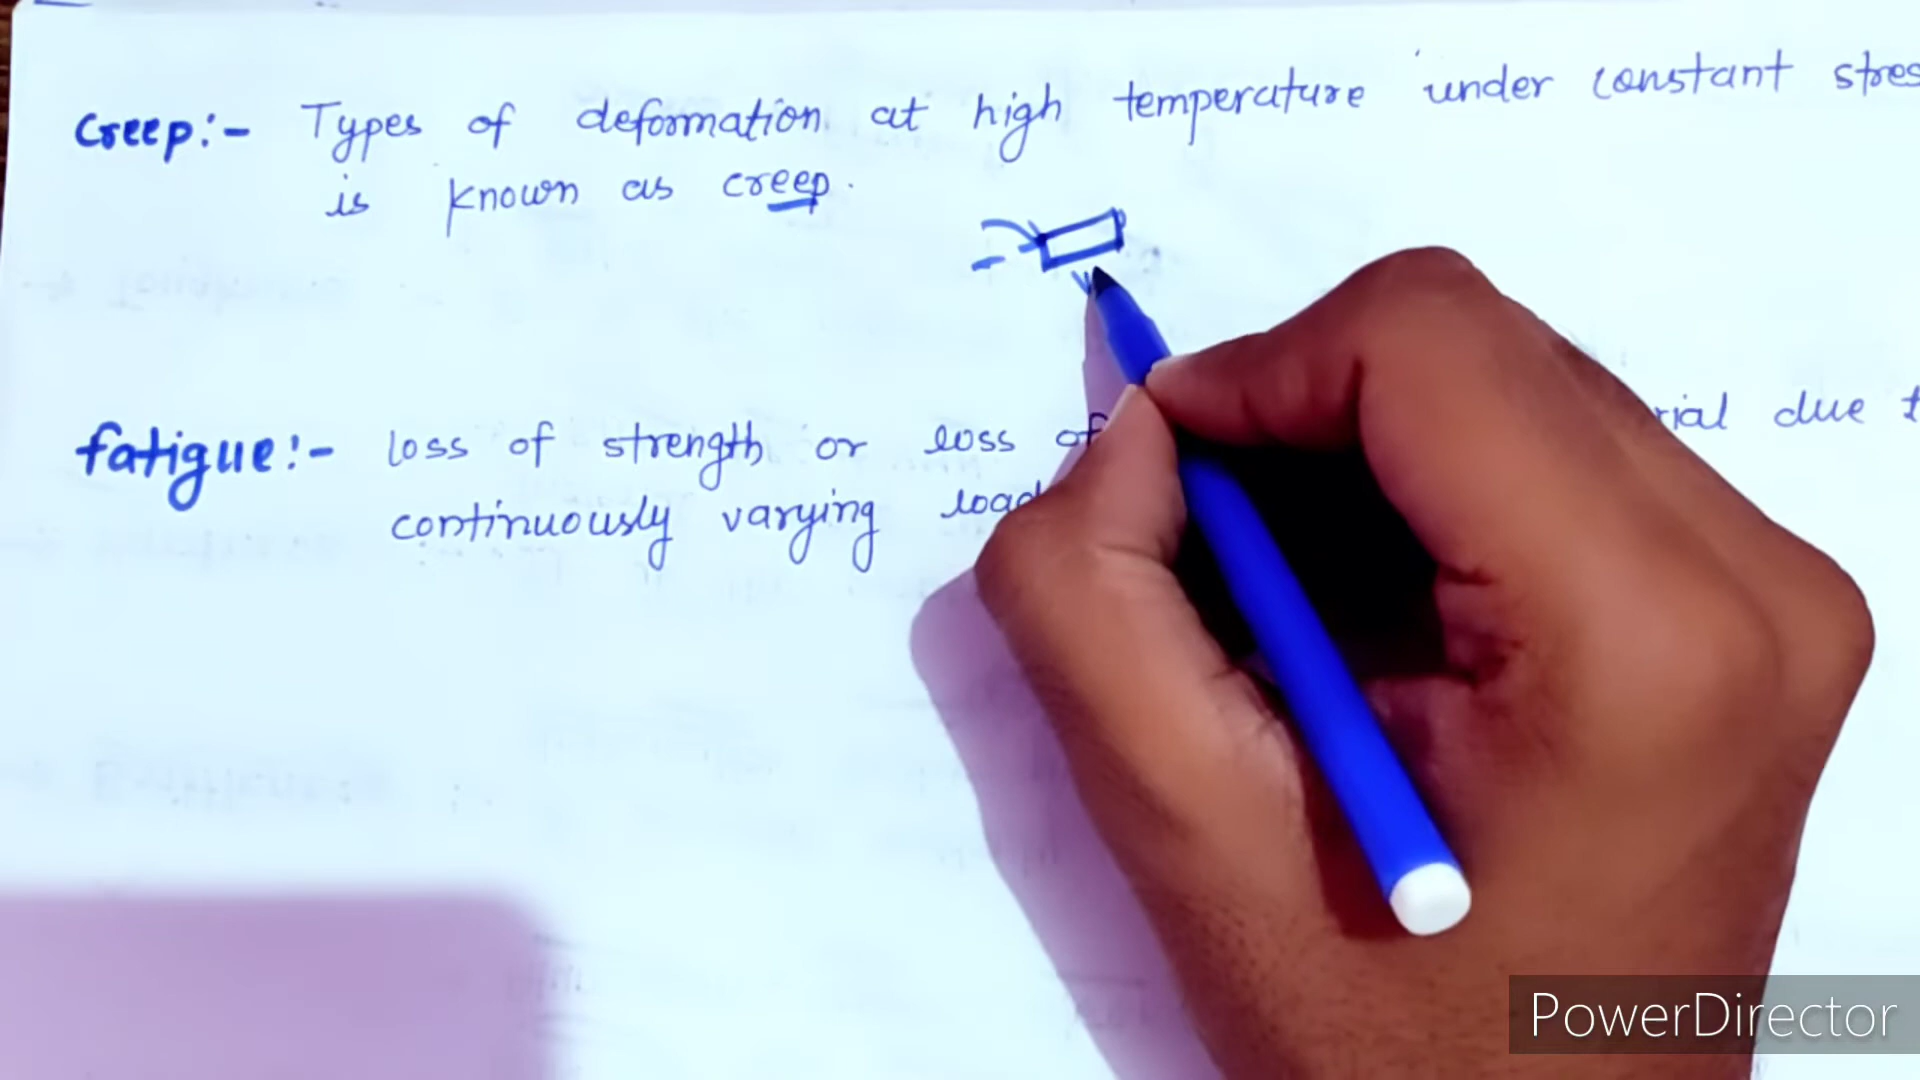 Creep:- Types of deformation at high temperature under constant stres
is known as creep.
fatigue:- loss of strength or loss of rial due t
continuously varying load
PowerDirector